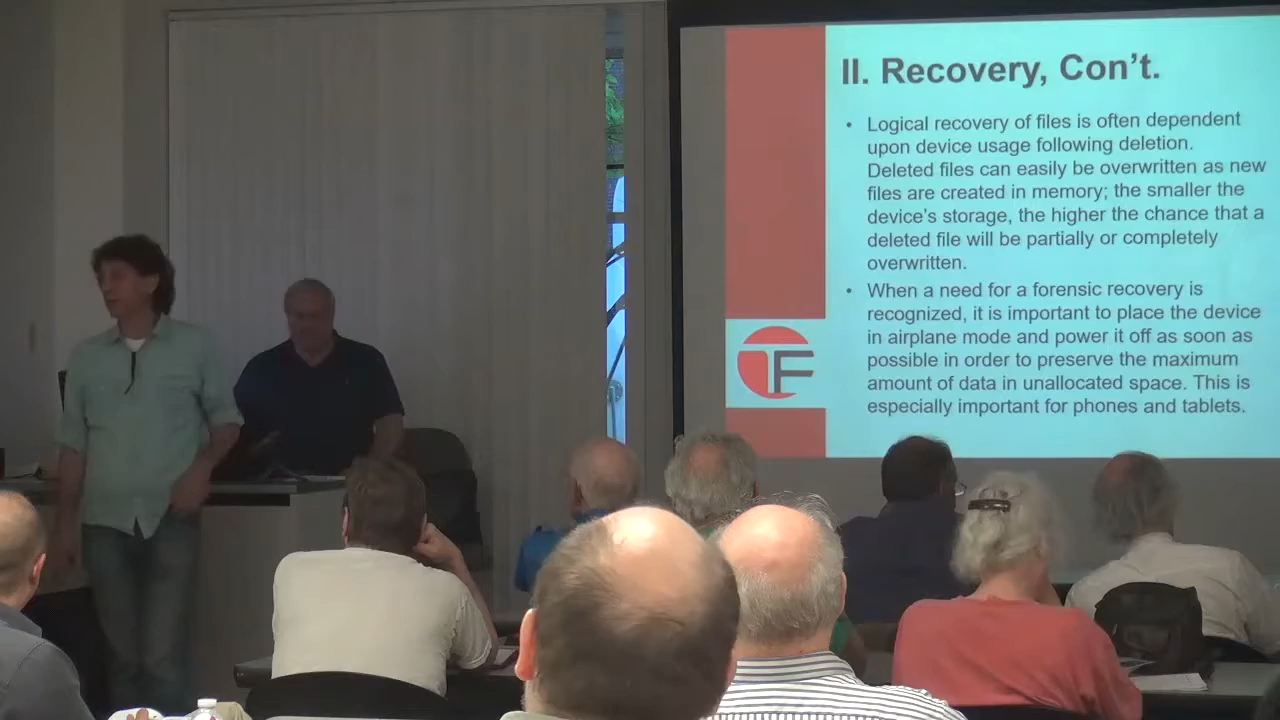 II. Recovery, Con't.
• Logical recovery of files is often dependent
upon device usage following deletion.
Deleted files can easily be overwritten as new
files are created in memory; the smaller the
device's storage, the higher the chance that a
deleted file will be partially or completely
overwritten.
• When a need for a forensic recovery is
recognized, it is important to place the device
in airplane mode and power it off as soon as
possible in order to preserve the maximum
amount of data in unallocated space. This is
especially important for phones and tablets.
TF